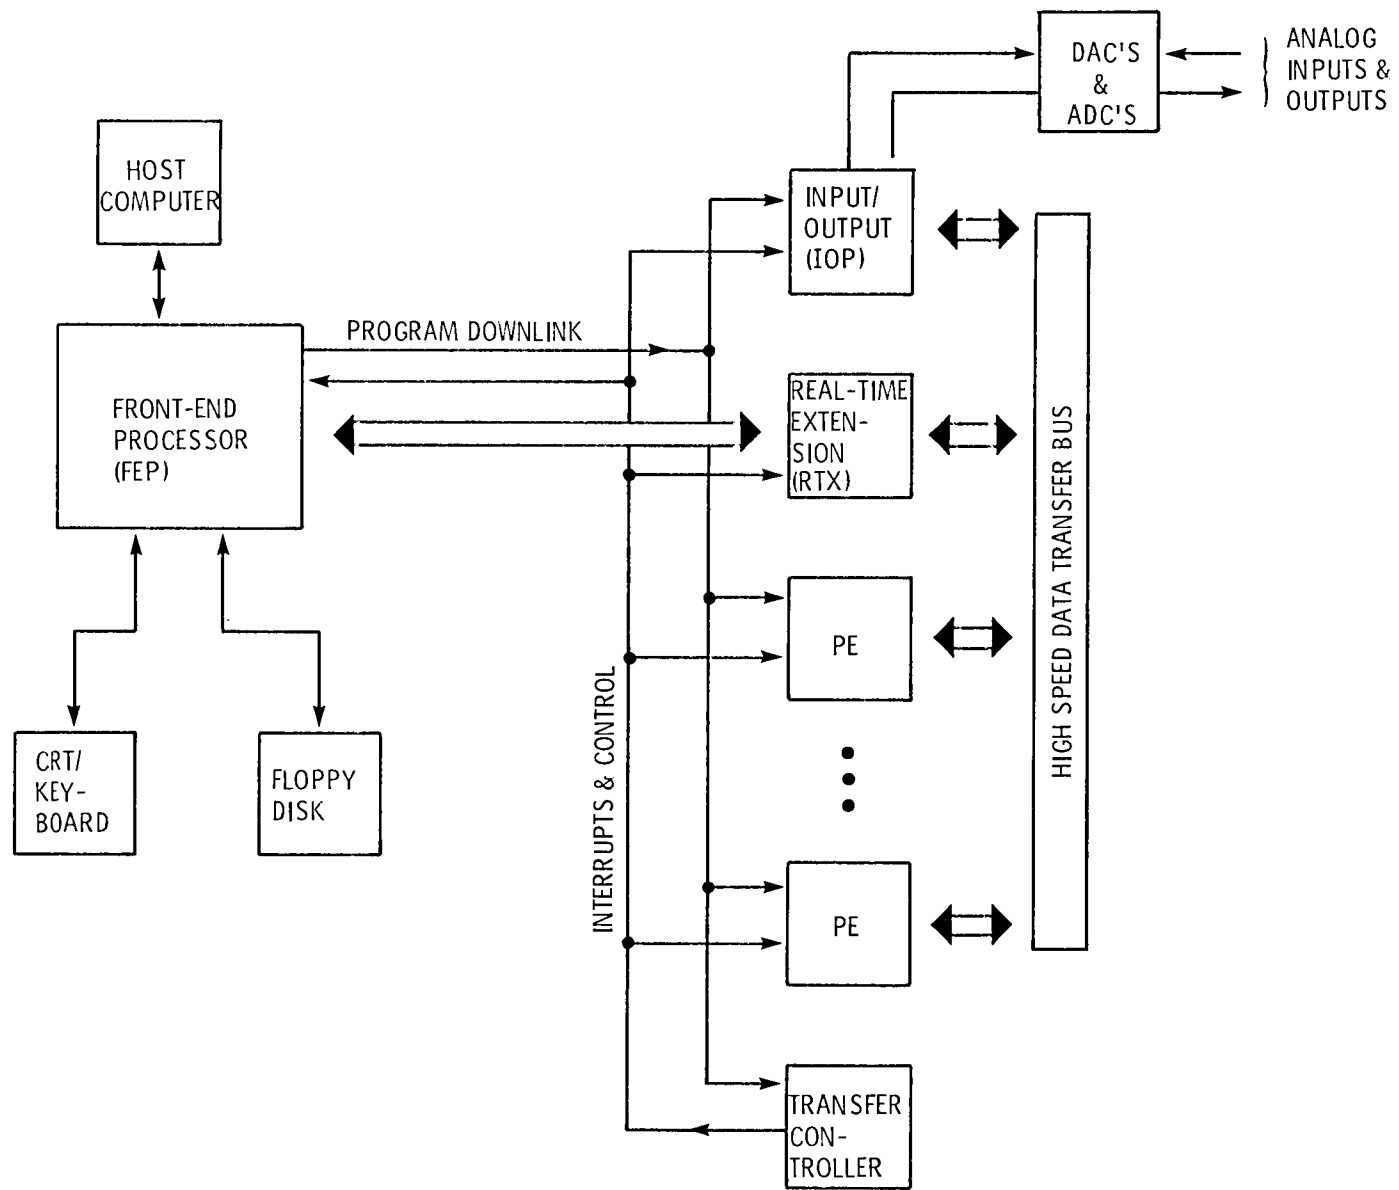 DAC'S
&
ADC'S
ANALOG
INPUTS &
OUTPUTS
HOST
COMPUTER
INPUT/
OUTPUT
(IOP)
PROGRAM DOWNLINK
FRONT-END
PROCESSOR
(FEP)
REAL-TIME
EXTEN-
SION
(RTX)
HIGH SPEED DATA TRANSFER BUS
PE
INTERRUPTS & CONTROL
CRT/
KEY-
BOARD
FLOPPY
DISK
PE
TRANSFER
CON-
TROLLER